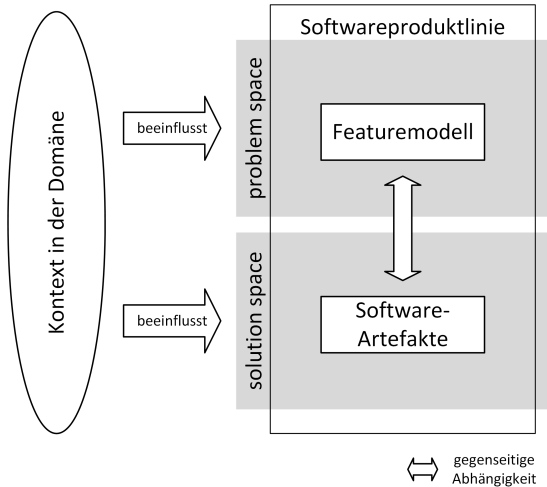 Softwareproduktlinie
Kontext in der Domäne
beeinflusst
problem space
Featuremodell
beeinflusst
solution space
Software-
Artefakte
gegenseitige
Abhängigkeit